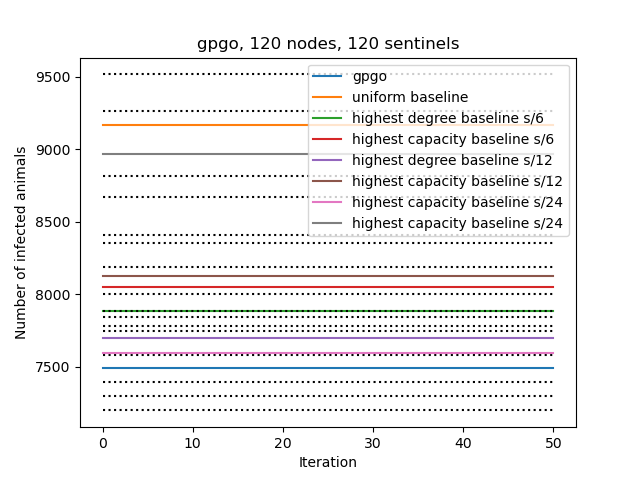 gpgo, 120 nodes, 120 sentinels
9500
9000
8500
8000
7500
Number of infected animals
gpgo
uniform baseline
highest degree baseline s/6
highest capacity baseline s/6
highest degree baseline s/12
highest capacity baseline s/12
highest capacity baseline s/24
highest capacity baseline s/24
0 10 20 30 40 50
Iteration